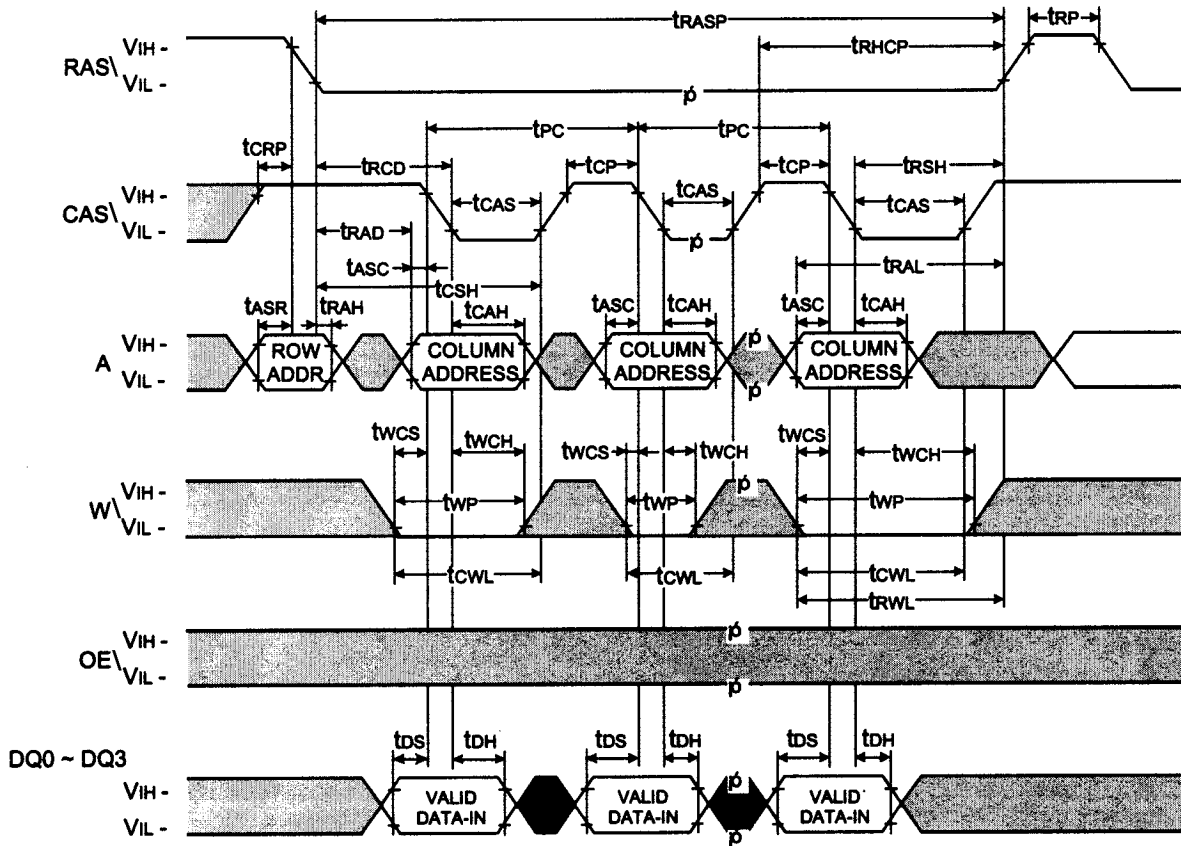 tRASP
tRP
tRHCP
VIH -
RAS\
VIL -
tPC tPC
tCRP tRCD tCP tCP tRSH
VIH -
CAS\
VIL -
tCAS tCAS tCAS
tRAD tRAL
tASC tCSH
tASR tRAH tCAH tASC tCAH tASC tCAH
VIH -
A
VIL -
ROW ADDR
COLUMN ADDRESS
COLUMN ADDRESS
COLUMN ADDRESS
tWCS tWCH tWCS tWCH tWCS tWCH
VIH -
W\
VIL -
tWP tWP tWP
tCWL tCWL tCWL
tRWL
VIH -
OE\
VIL -
tDS tDH tDS tDH tDS tDH
DQ0 ~ DQ3
VIH -
VIL -
VALID DATA-IN
VALID DATA-IN
VALID DATA-IN